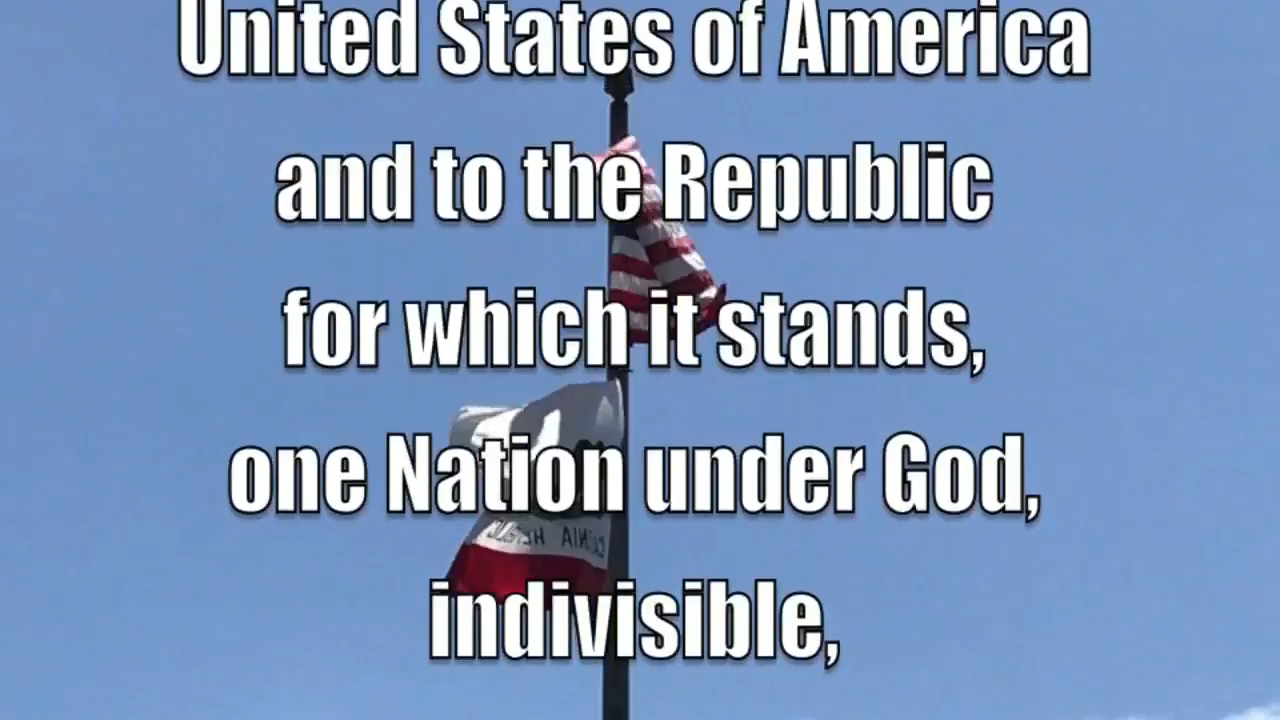 United States of America
and to the Republic
for which it stands,
one Nation under God,
indivisible,